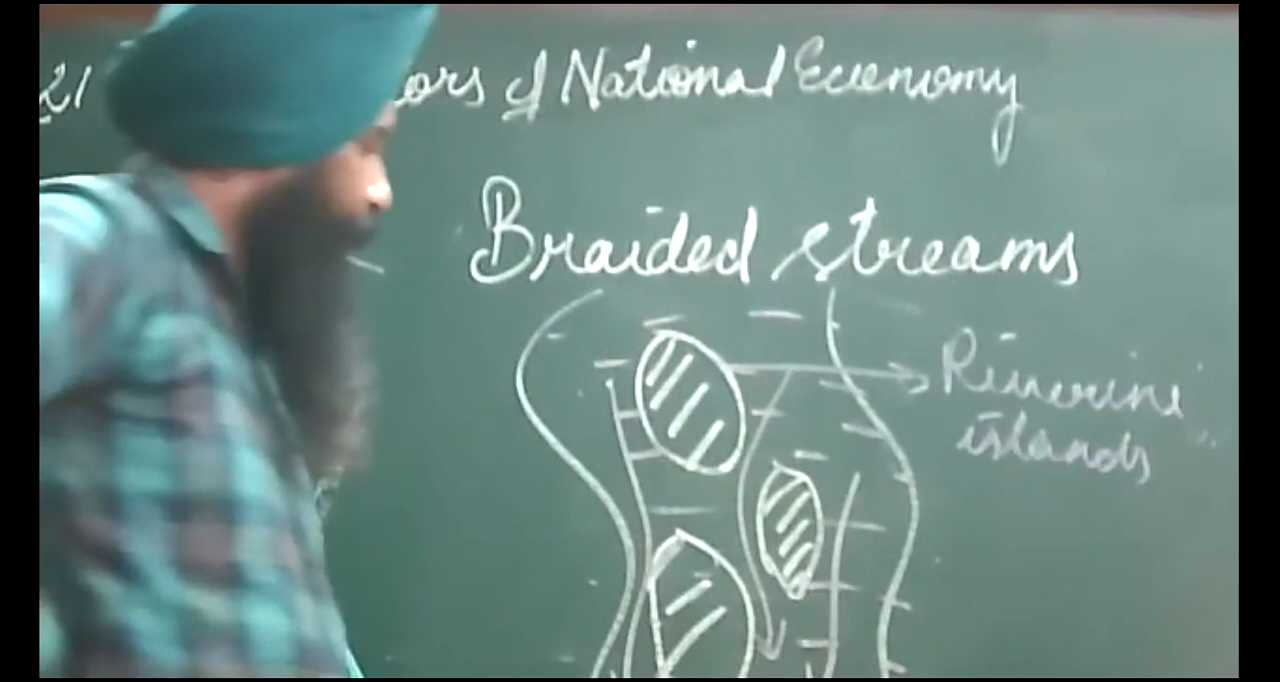 21 ors of National Economy
Braided streams
Riverine
islands